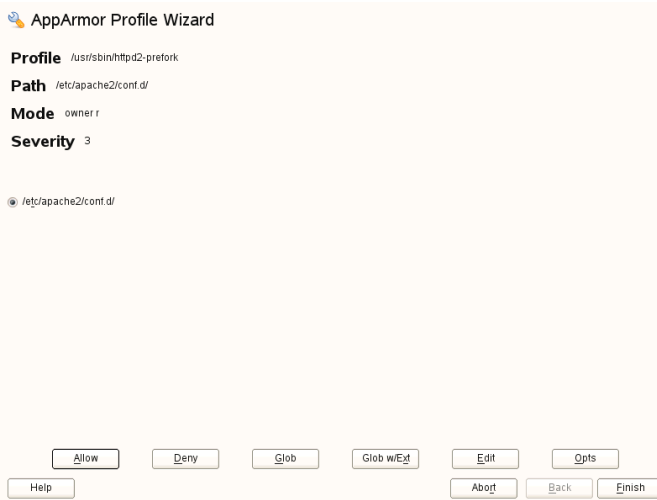 AppArmor Profile Wizard
Profile /usr/sbin/httpd2-prefork
Path /etc/apache2/conf.d/
Mode owner r
Severity 3
/etc/apache2/conf.d/
Allow Deny Glob Glob w/Ext Edit Opts
Help Abort Back Finish